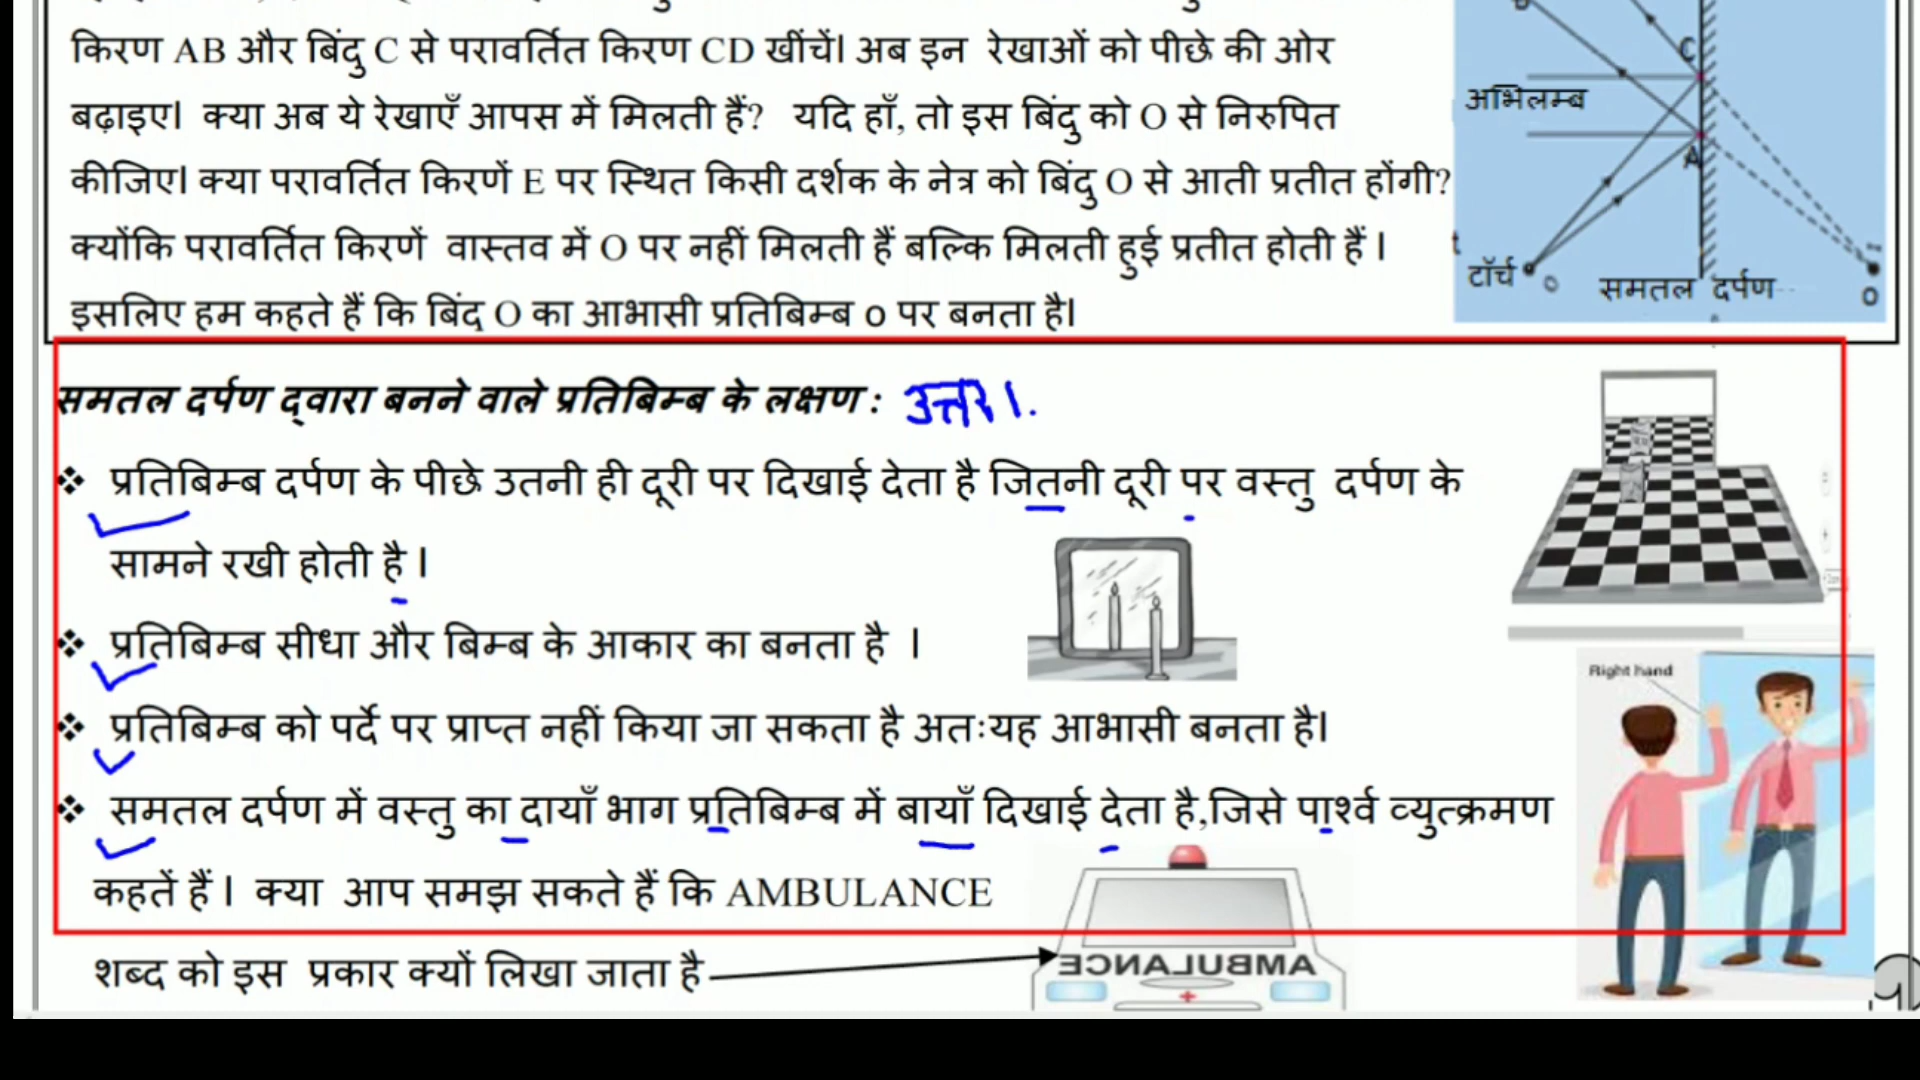 किरण AB और बिंदु C से परावर्तित किरण CD खींचें। अब इन रेखाओं को पीछे की ओर
बढ़ाइए। क्या अब ये रेखाएँ आपस में मिलती हैं? यदि हाँ, तो इस बिंदु को O से निरुपित
कीजिए। क्या परावर्तित किरणें E पर स्थित किसी दर्शक के नेत्र को बिंदु O से आती प्रतीत होंगी?
क्योंकि परावर्तित किरणें वास्तव में O पर नहीं मिलती हैं बल्कि मिलती हुई प्रतीत होती हैं ।
इसलिए हम कहते हैं कि बिंदु O का आभासी प्रतिबिम्ब o पर बनता है।
C
अभिलम्ब
A
टॉर्च
O
समतल दर्पण
O
समतल दर्पण द्वारा बनने वाले प्रतिबिम्ब के लक्षण : उत्तर 1.
❖ प्रतिबिम्ब दर्पण के पीछे उतनी ही दूरी पर दिखाई देता है जितनी दूरी पर वस्तु दर्पण के
सामने रखी होती है ।
❖ प्रतिबिम्ब सीधा और बिम्ब के आकार का बनता है ।
❖ प्रतिबिम्ब को पर्दे पर प्राप्त नहीं किया जा सकता है अतःयह आभासी बनता है।
❖ समतल दर्पण में वस्तु का दायाँ भाग प्रतिबिम्ब में बायाँ दिखाई देता है,जिसे पार्श्व व्युत्क्रमण
कहतें हैं । क्या आप समझ सकते हैं कि AMBULANCE
शब्द को इस प्रकार क्यों लिखा जाता है
Right hand
AMBULANCE